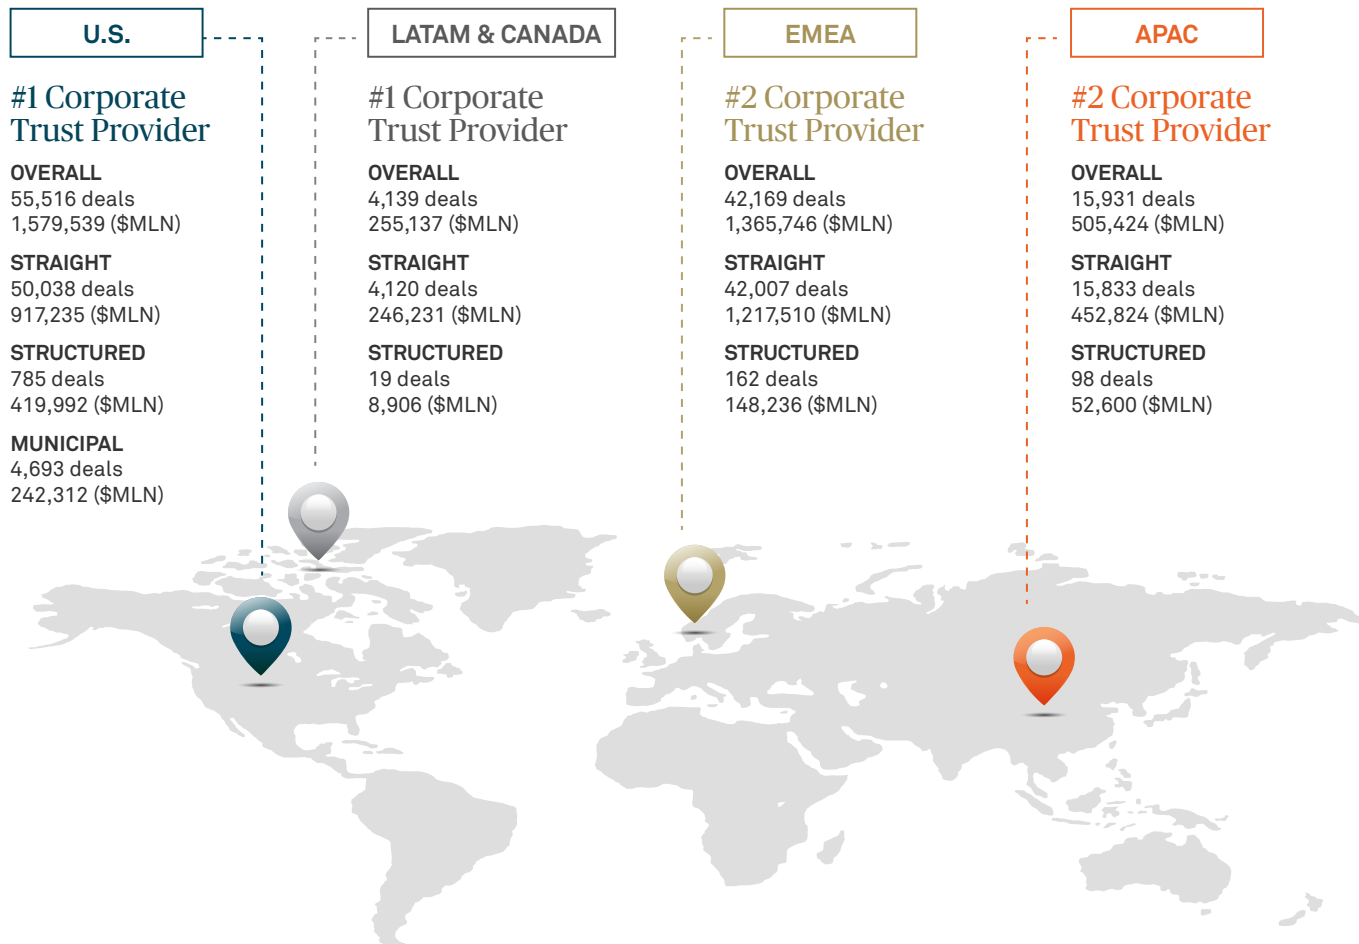 U.S.
#1 Corporate
Trust Provider
OVERALL
55,516 deals
1,579,539 ($MLN)
STRAIGHT
50,038 deals
917,235 ($MLN)
STRUCTURED
785 deals
419,992 ($MLN)
MUNICIPAL
4,693 deals
242,312 ($MLN)
LATAM & CANADA
#1 Corporate
Trust Provider
OVERALL
4,139 deals
255,137 ($MLN)
STRAIGHT
4,120 deals
246,231 ($MLN)
STRUCTURED
19 deals
8,906 ($MLN)
EMEA
#2 Corporate
Trust Provider
OVERALL
42,169 deals
1,365,746 ($MLN)
STRAIGHT
42,007 deals
1,217,510 ($MLN)
STRUCTURED
162 deals
148,236 ($MLN)
APAC
#2 Corporate
Trust Provider
OVERALL
15,931 deals
505,424 ($MLN)
STRAIGHT
15,833 deals
452,824 ($MLN)
STRUCTURED
98 deals
52,600 ($MLN)